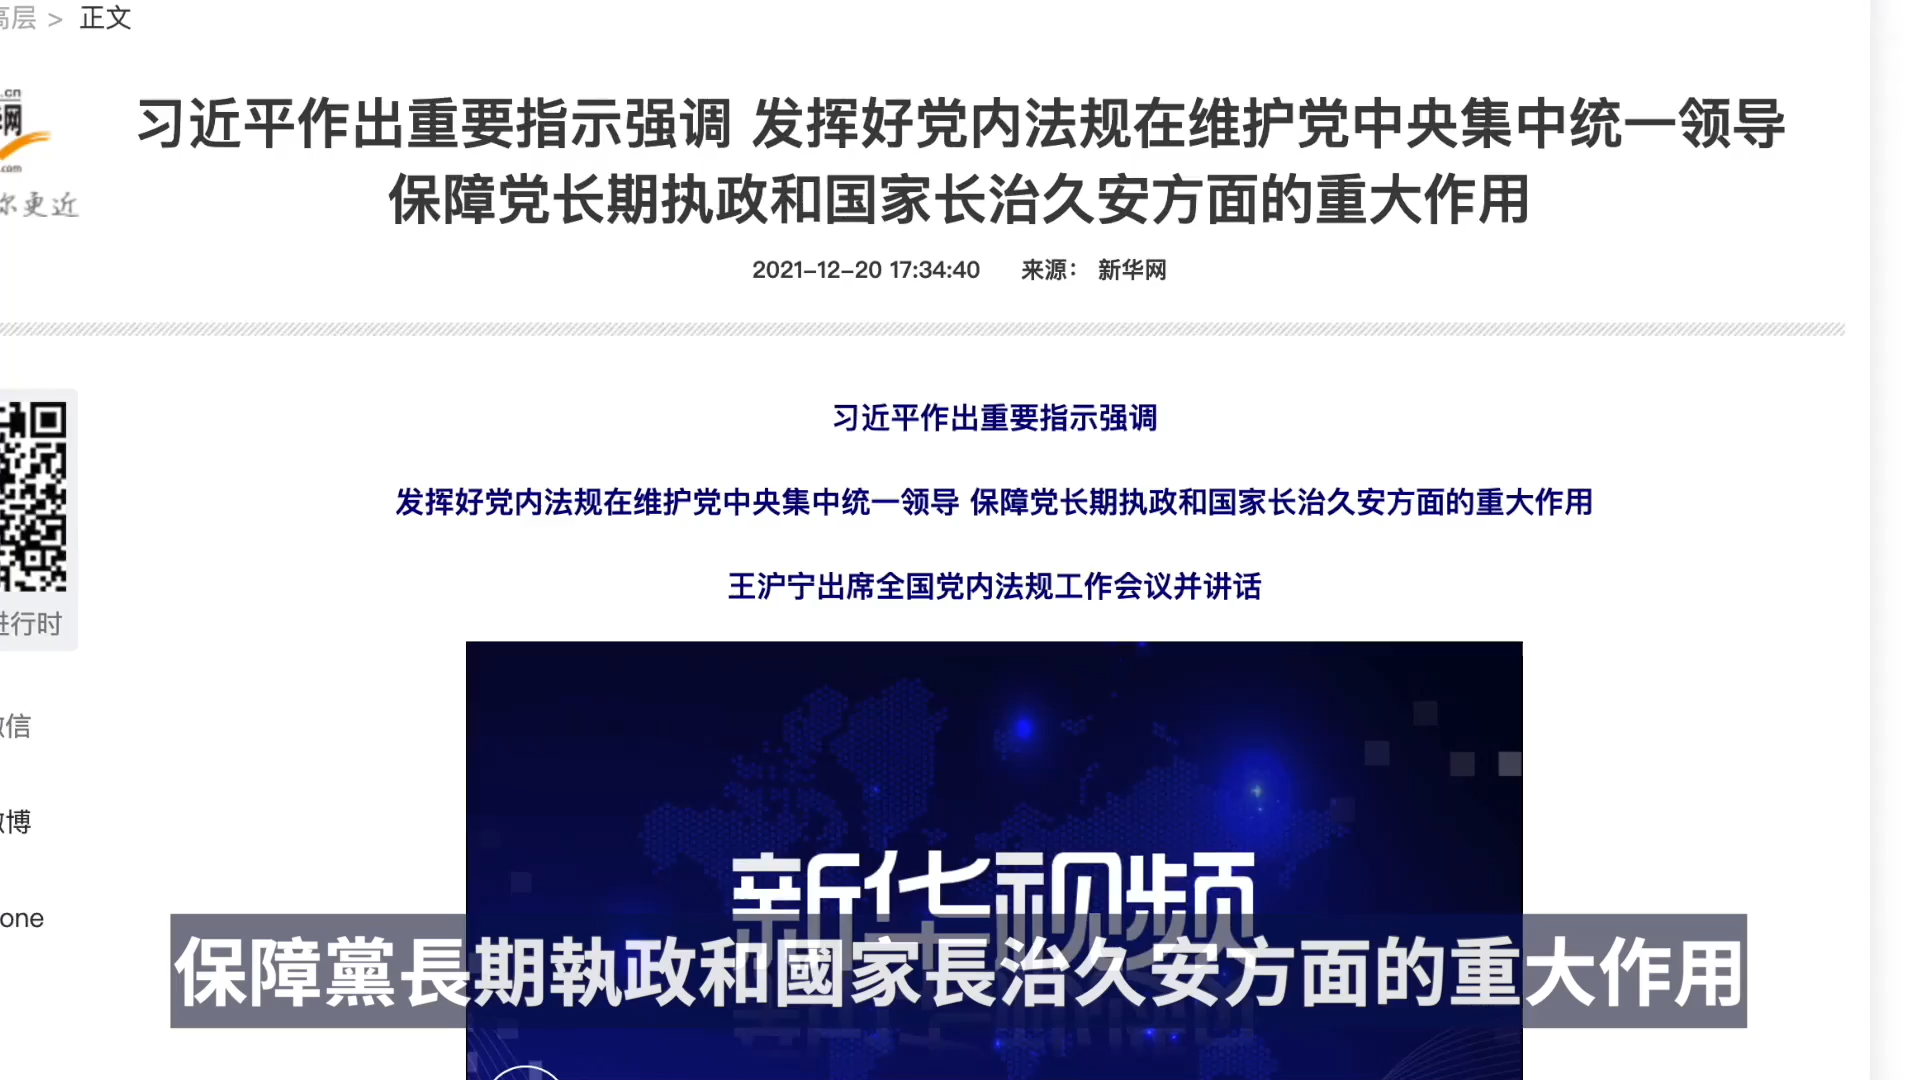 高层 > 正文
习近平作出重要指示强调 发挥好党内法规在维护党中央集中统一领导
保障党长期执政和国家长治久安方面的重大作用
2021-12-20 17:34:40 来源： 新华网
.cn
网
.com
更近
习近平作出重要指示强调
发挥好党内法规在维护党中央集中统一领导 保障党长期执政和国家长治久安方面的重大作用
王沪宁出席全国党内法规工作会议并讲话
进行时
微信
微博
one
新华视频
保障黨長期執政和國家長治久安方面的重大作用